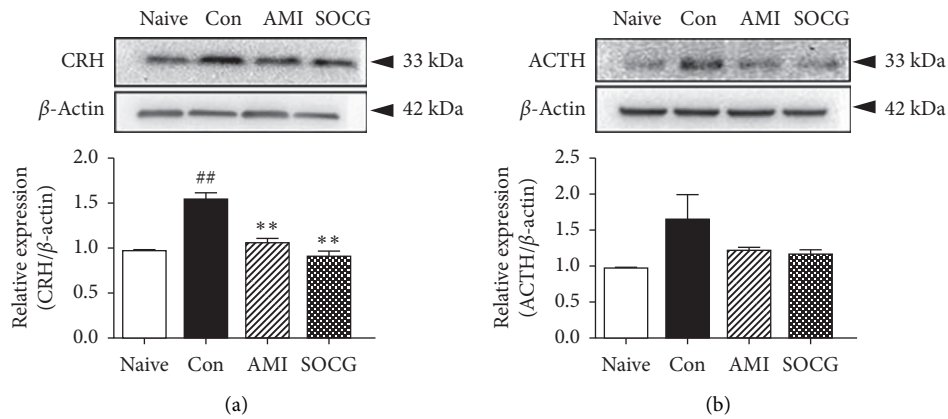 Naive Con AMI SOCG
CRH
33 kDa
β-Actin
42 kDa
Relative expression
(CRH/β-actin)
2.0
1.5
1.0
0.5
0.0
##
**
**
Naive Con AMI SOCG
(a)
Naive Con AMI SOCG
ACTH
33 kDa
β-Actin
42 kDa
Relative expression
(ACTH/β-actin)
2.5
2.0
1.5
1.0
0.5
0.0
Naive Con AMI SOCG
(b)